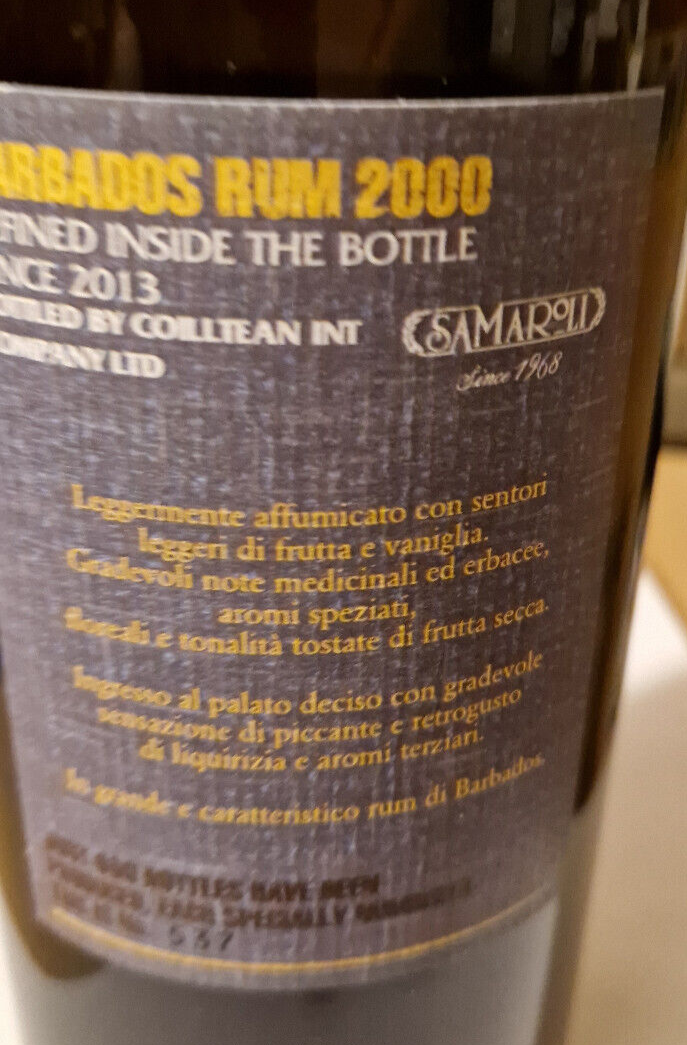 ARBADOS RUM 2000
FINED INSIDE THE BOTTLE
NCE 2013
OTTLED BY COILLTEAN INT
OMPANY LTD
SAMAROLI
Since 1968
Leggermente affumicato con sentori
leggeri di frutta e vaniglia.
Gradevoli note medicinali ed erbacee,
aromi speziati,
floreali e tonalità tostate di frutta secca.
Ingresso al palato deciso con gradevole
sensazione di piccante e retrogusto
di liquirizia e aromi terziari.
grande e caratteristico rum di Barbados.
BOTTLES HAVE BEEN
EACH SPECIALLY
537